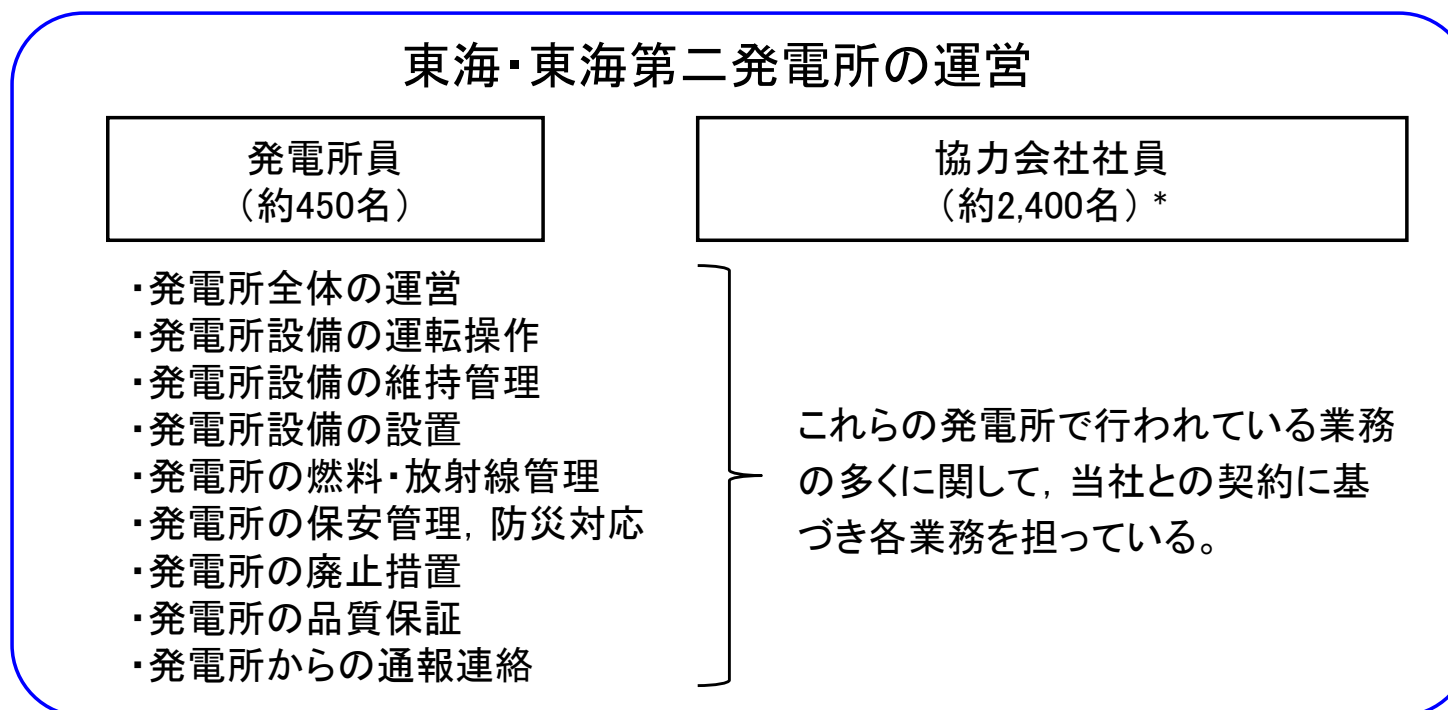 東海・東海第二発電所の運営
発電所員
（約450名）
協力会社社員
（約2,400名）*
・発電所全体の運営
・発電所設備の運転操作
・発電所設備の維持管理
・発電所設備の設置
・発電所の燃料・放射線管理
・発電所の保安管理，防災対応
・発電所の廃止措置
・発電所の品質保証
・発電所からの通報連絡
これらの発電所で行われている業務
の多くに関して，当社との契約に基
づき各業務を担っている。